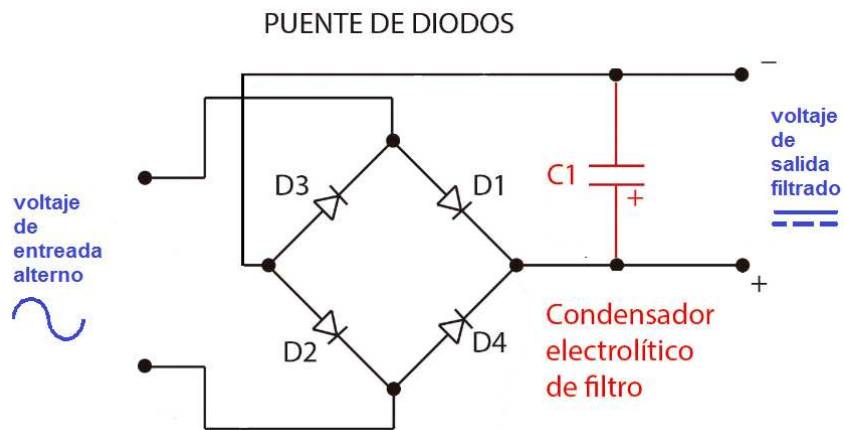 PUENTE DE DIODOS
−
voltaje
de
salida
filtrado
D3
D1
C1
+
voltaje
de
entreada
alterno
+
D2
D4
Condensador
electrolítico
de filtro